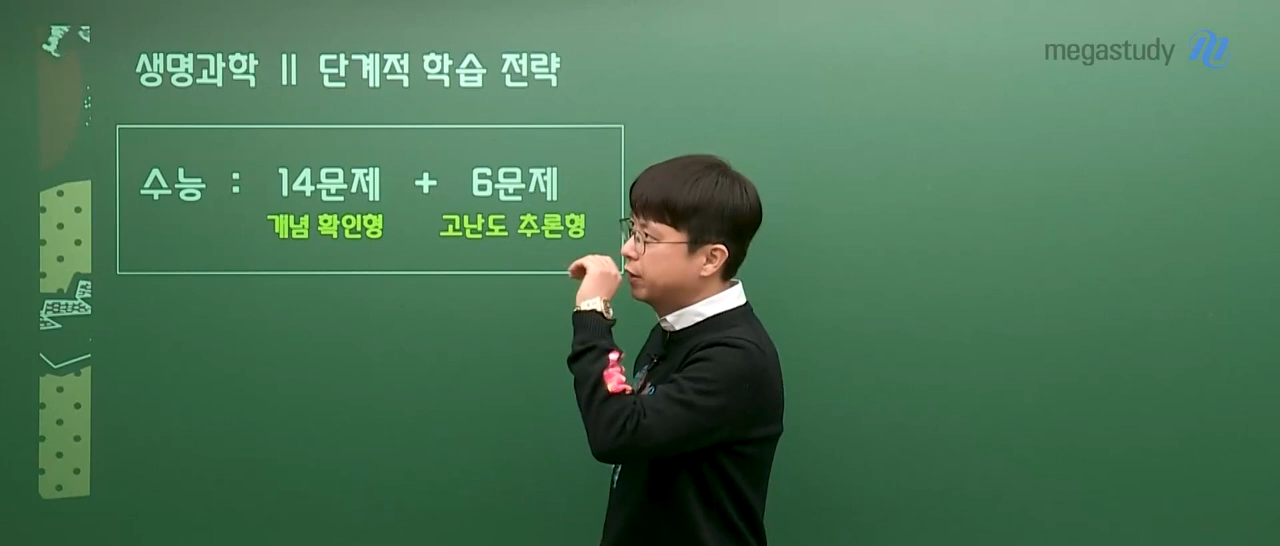 생명과학 II 단계적 학습 전략
megastudy
수능 : 14문제 + 6문제
개념 확인형 고난도 추론형